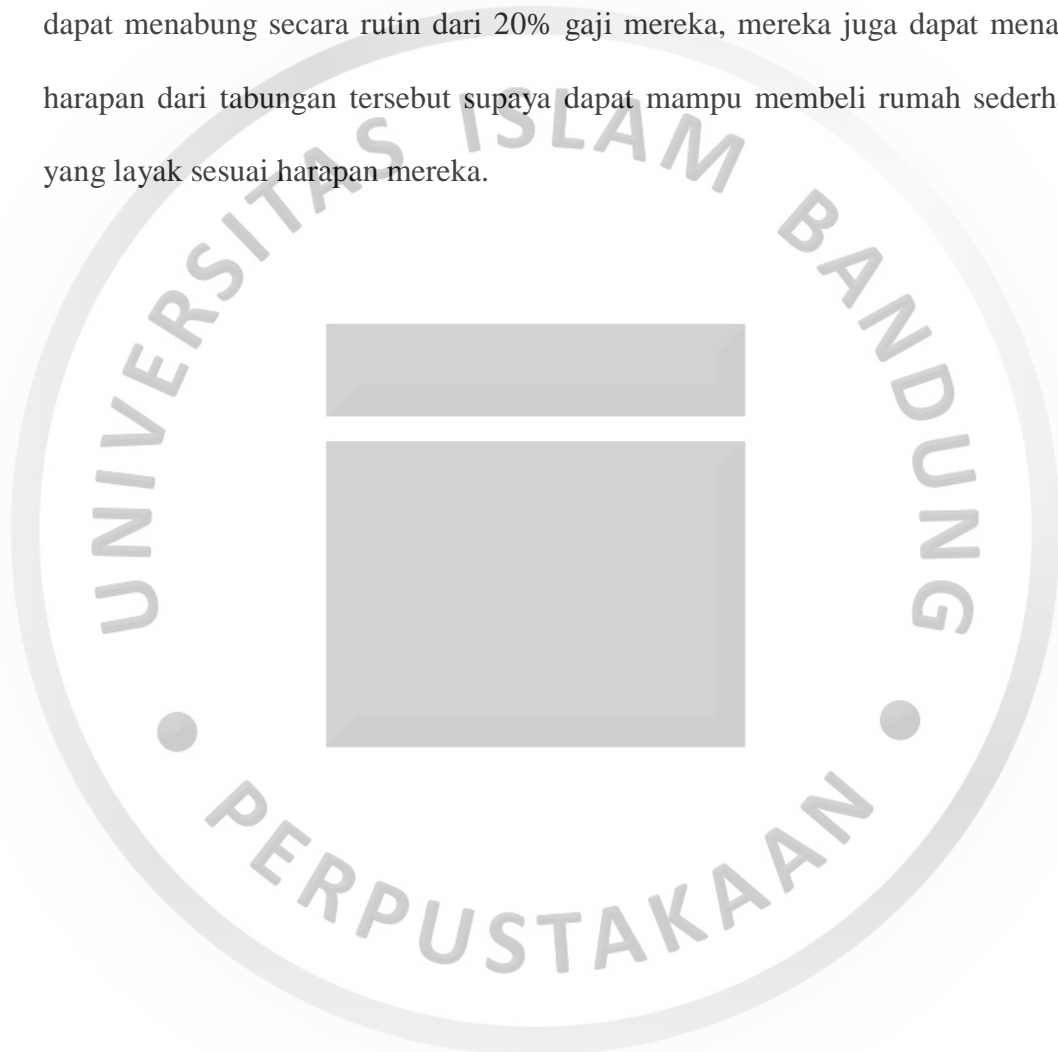 dapat menabung secara rutin dari 20% gaji mereka, mereka juga dapat mena
harapan dari tabungan tersebut supaya dapat mampu membeli rumah sederha
yang layak sesuai harapan mereka.
UNIVERSITAS ISLAM BANDUNG
PERPUSTAKAAN